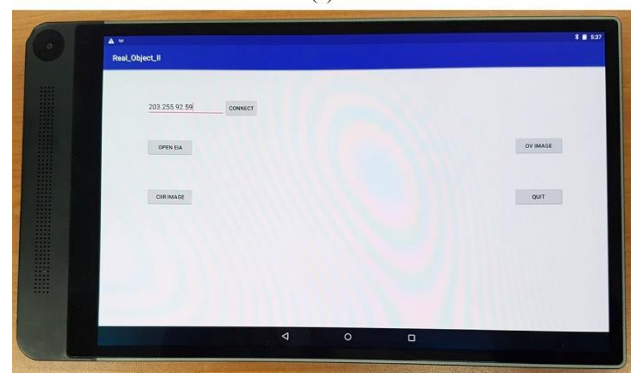 5:37
Real_Object_II
203.255.92.59 CONNECT
OPEN EIA OV IMAGE
CIIR IMAGE QUIT